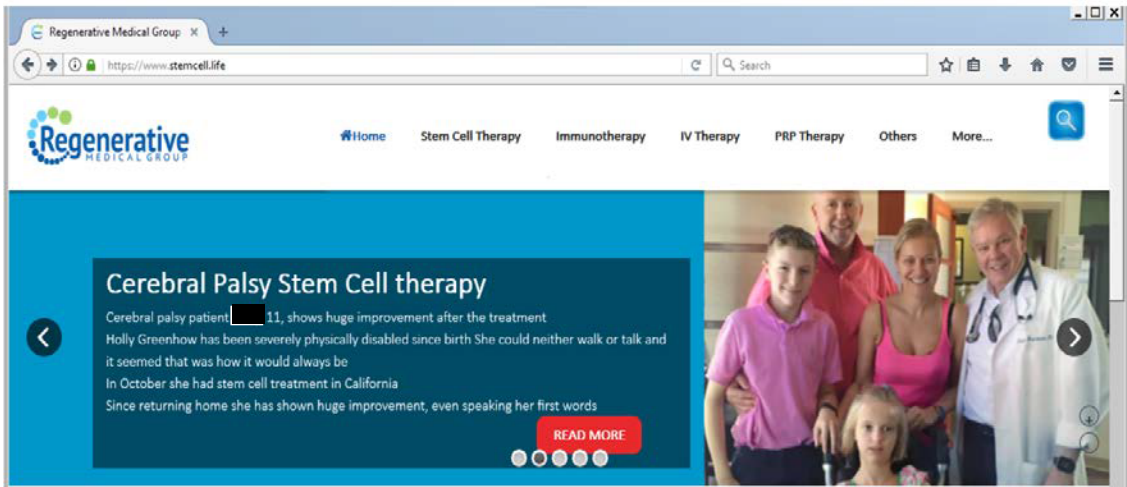 Regenerative Medical Group
https://www.stemcell.life
Search
Regenerative
MEDICAL GROUP
Home Stem Cell Therapy Immunotherapy IV Therapy PRP Therapy Others More...
Cerebral Palsy Stem Cell therapy
Cerebral palsy patient 11, shows huge improvement after the treatment
Holly Greenhow has been severely physically disabled since birth She could neither walk or talk and
it seemed that was how it would always be
In October she had stem cell treatment in California
Since returning home she has shown huge improvement, even speaking her first words
READ MORE